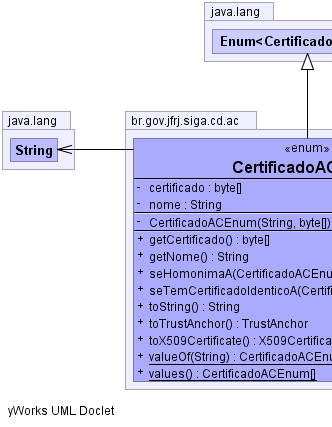 java.lang
Enum<Certificado
java.lang
String
br.gov.jfrj.siga.cd.ac
«enum»
CertificadoAC
- certificado : byte[]
- nome : String
- CertificadoACEnum(String, byte[])
+ getCertificado() : byte[]
+ getNome() : String
+ seHomonimaA(CertificadoACEnu
+ seTemCertificadoIdenticoA(Certifi
+ toString() : String
+ toTrustAnchor() : TrustAnchor
+ toX509Certificate() : X509Certifica
+ valueOf(String) : CertificadoACEnu
+ values() : CertificadoACEnum[]
yWorks UML Doclet